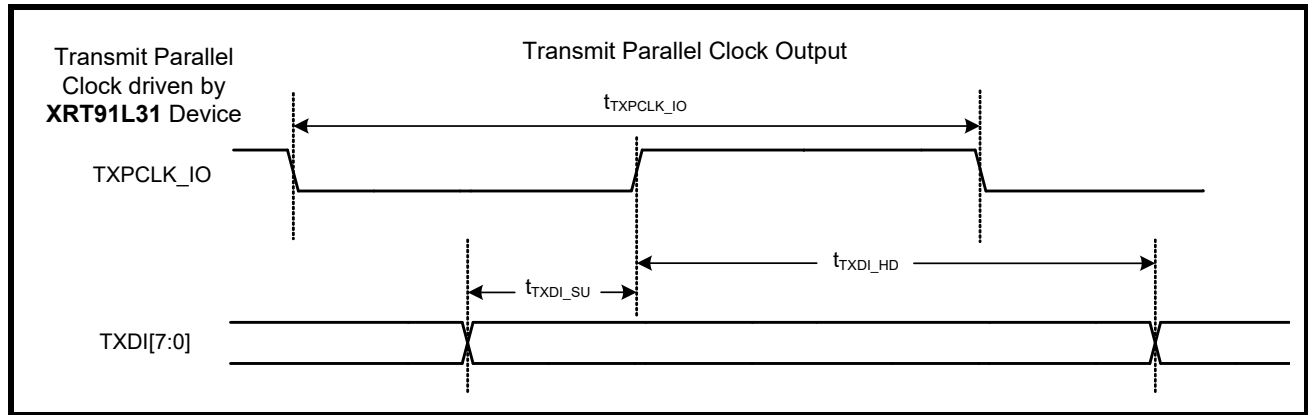 Transmit Parallel
Clock driven by
XRT91L31 Device
Transmit Parallel Clock Output
tTXPCLK_IO
TXPCLK_IO
tTXDI_HD
tTXDI_SU
TXDI[7:0]